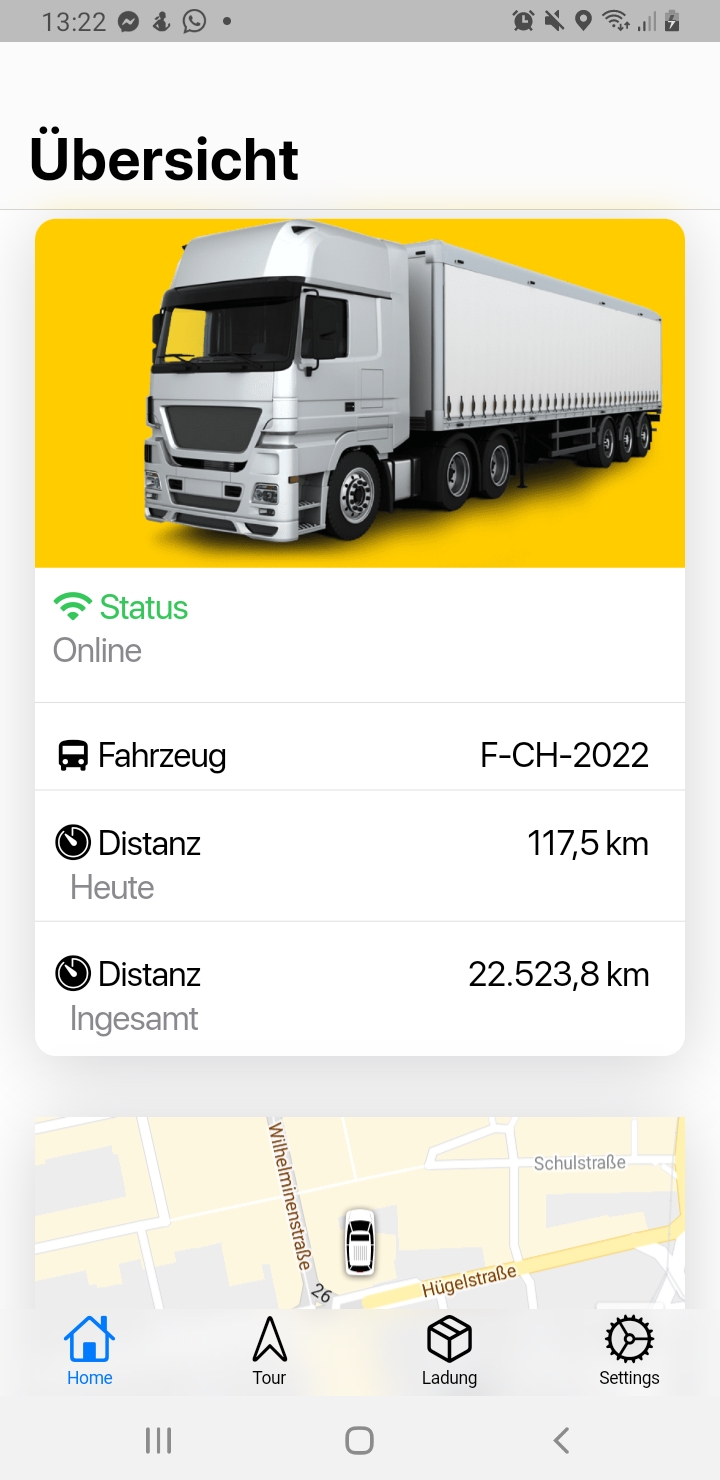 13:22
Übersicht
Status
Online
Fahrzeug F-CH-2022
Distanz 117,5 km
Heute
Distanz 22.523,8 km
Ingesamt
Wilhelminenstraße
Schulstraße
Hügelstraße
26
Home Tour Ladung Settings